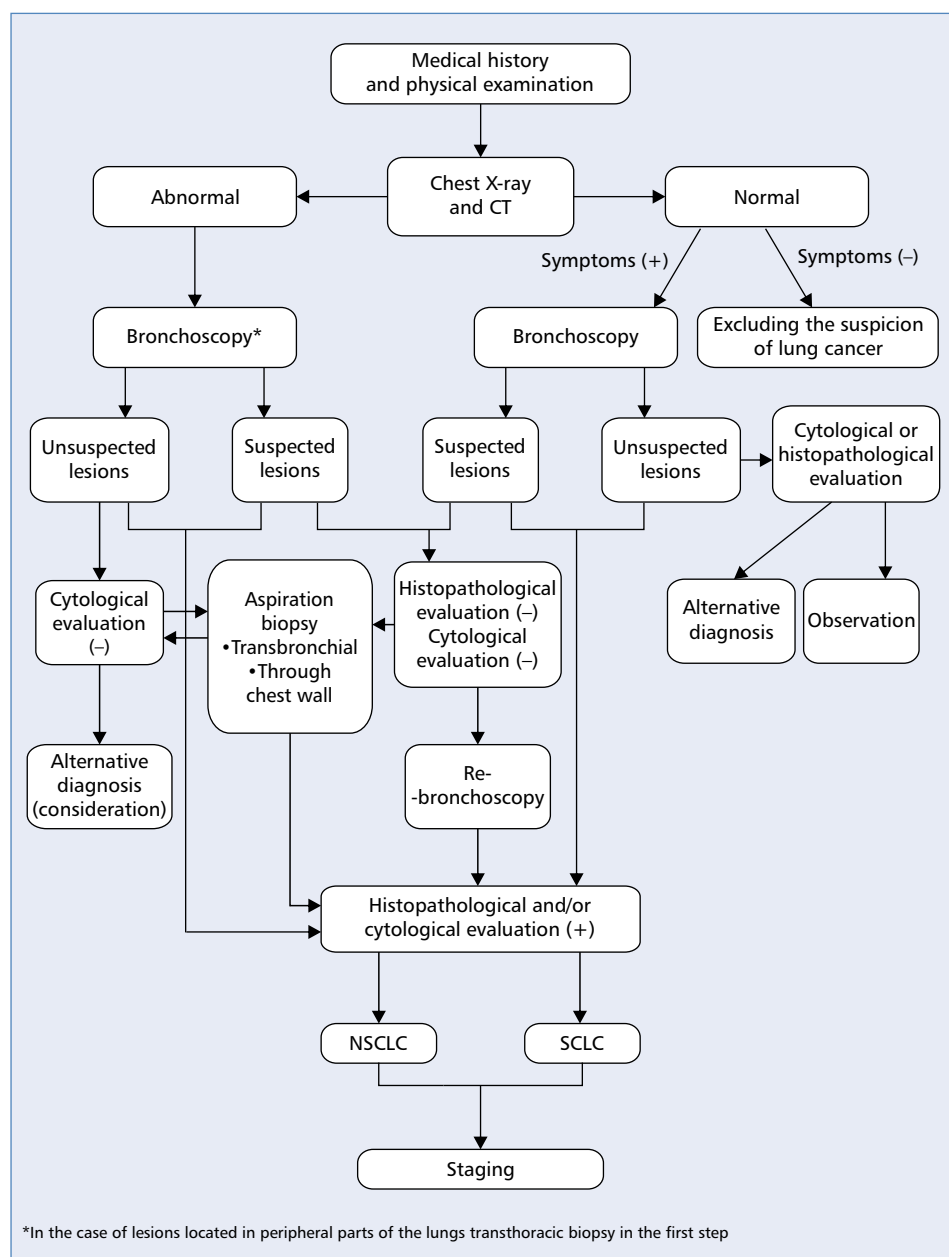 Medical history
and physical examination
Abnormal
Chest X-ray
and CT
Normal
Symptoms (+)
Symptoms (–)
Bronchoscopy*
Bronchoscopy
Excluding the suspicion
of lung cancer
Unsuspected
lesions
Suspected
lesions
Suspected
lesions
Unsuspected
lesions
Cytological or
histopathological
evaluation
Cytological
evaluation
(–)
Aspiration
biopsy
•Transbronchial
•Through
chest wall
Histopathological
evaluation (–)
Cytological
evaluation (–)
Alternative
diagnosis
Observation
Alternative
diagnosis
(consideration)
Re-
-bronchoscopy
Histopathological and/or
cytological evaluation (+)
NSCLC
SCLC
Staging
*In the case of lesions located in peripheral parts of the lungs transthoracic biopsy in the first step